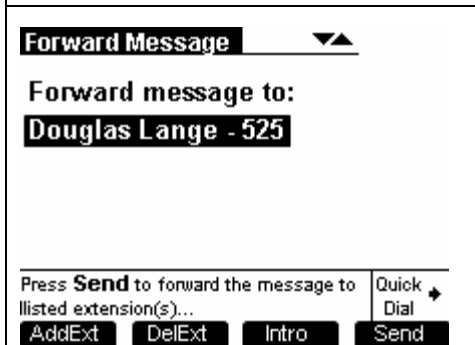 Forward Message
Forward message to:
Douglas Lange - 525
Press Send to forward the message to
listed extension(s)...
Quick
Dial
AddExt DelExt Intro Send